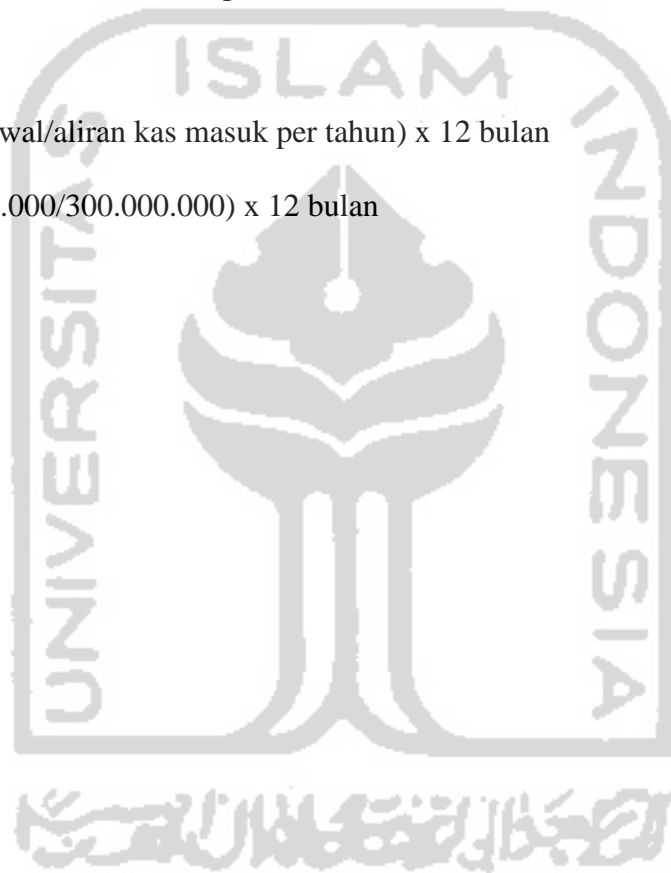 ISLAM
wal/aliran kas masuk per tahun) x 12 bulan
.000/300.000.000) x 12 bulan
UNIVERSITAS
INDONESIA